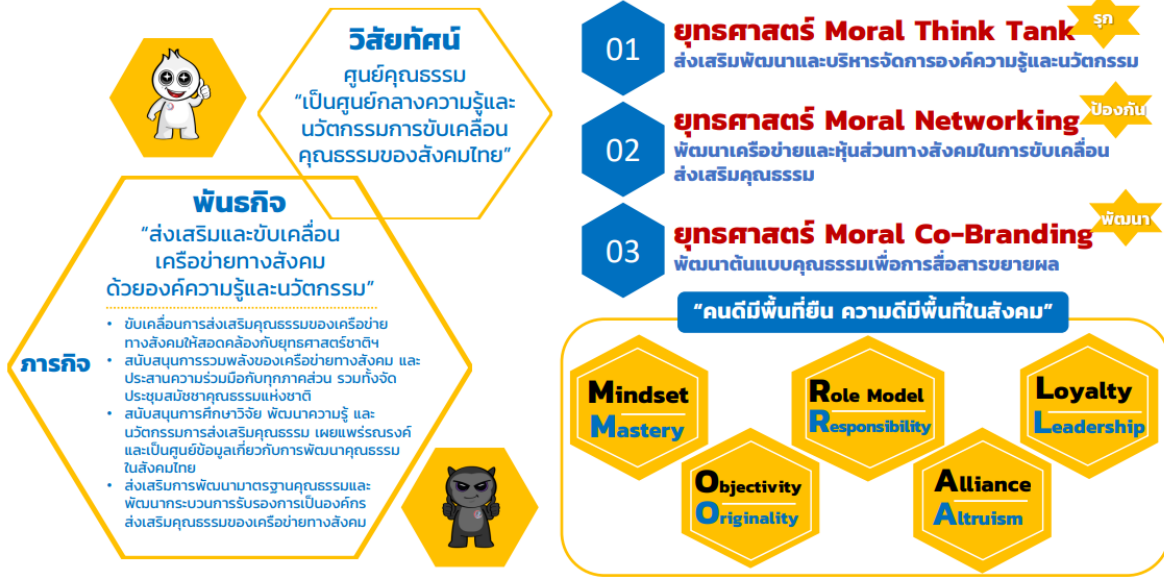 วิสัยทัศน์
ศูนย์คุณธรรม
“เป็นศูนย์กลางความรู้และ
นวัตกรรมการขับเคลื่อน
คุณธรรมของสังคมไทย”
พันธกิจ
“ส่งเสริมและขับเคลื่อน
เครือข่ายทางสังคม
ด้วยองค์ความรู้และนวัตกรรม”
ภารกิจ
• ขับเคลื่อนการส่งเสริมคุณธรรมของเครือข่าย
ทางสังคมให้สอดคล้องกับยุทธศาสตร์ชาติฯ
• สนับสนุนการรวมพลังของเครือข่ายทางสังคม และ
ประสานความร่วมมือกับทุกภาคส่วน รวมทั้งจัด
ประชุมสมัชชาคุณธรรมแห่งชาติ
• สนับสนุนการศึกษาวิจัย พัฒนาความรู้ และ
นวัตกรรมการส่งเสริมคุณธรรม เผยแพร่รณรงค์
และเป็นศูนย์ข้อมูลเกี่ยวกับการพัฒนาคุณธรรม
ในสังคมไทย
• ส่งเสริมการพัฒนามาตรฐานคุณธรรมและ
พัฒนากระบวนการรับรองการเป็นองค์กร
ส่งเสริมคุณธรรมของเครือข่ายทางสังคม
01
ยุทธศาสตร์ Moral Think Tank
รุก
ส่งเสริมพัฒนาและบริหารจัดการองค์ความรู้และนวัตกรรม
02
ยุทธศาสตร์ Moral Networking
ป้องกัน
พัฒนาเครือข่ายและหุ้นส่วนทางสังคมในการขับเคลื่อน
ส่งเสริมคุณธรรม
03
ยุทธศาสตร์ Moral Co-Branding
พัฒนา
พัฒนาต้นแบบคุณธรรมเพื่อการสื่อสารขยายผล
“คนดีมีพื้นที่ยืน ความดีมีพื้นที่ในสังคม”
Mindset
Mastery
Objectivity
Originality
Role Model
Responsibility
Alliance
Altruism
Loyalty
Leadership